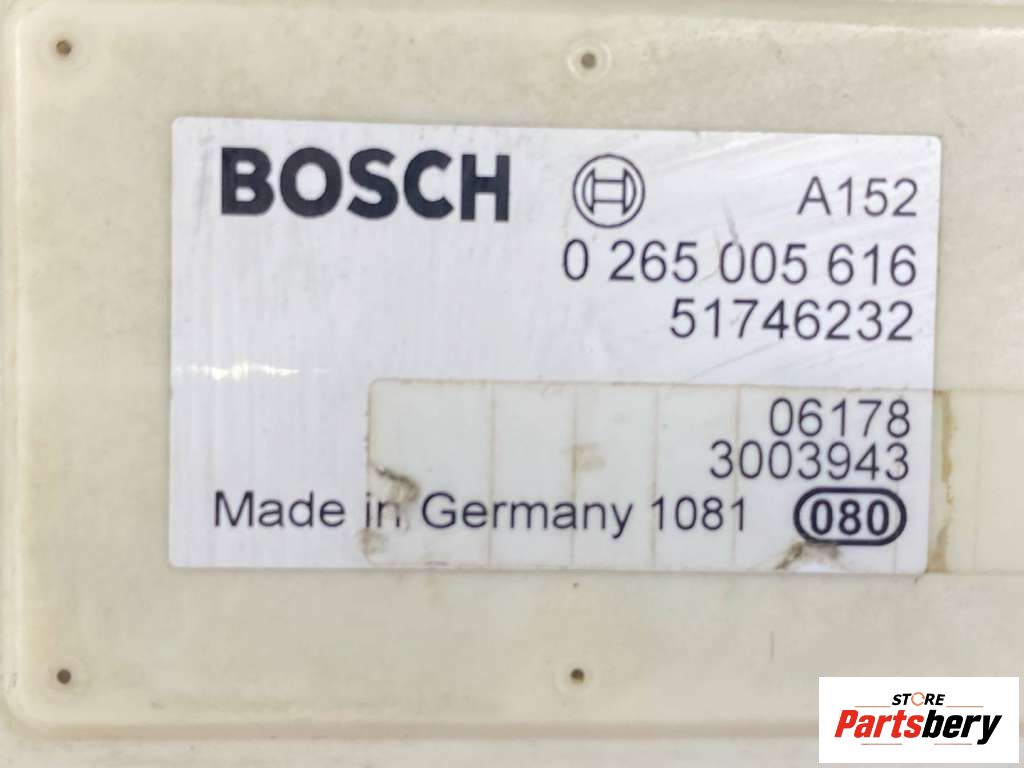 BOSCH A152
0 265 005 616
51746232
06178
3003943
Made in Germany 1081 080
STORE
Partsbery